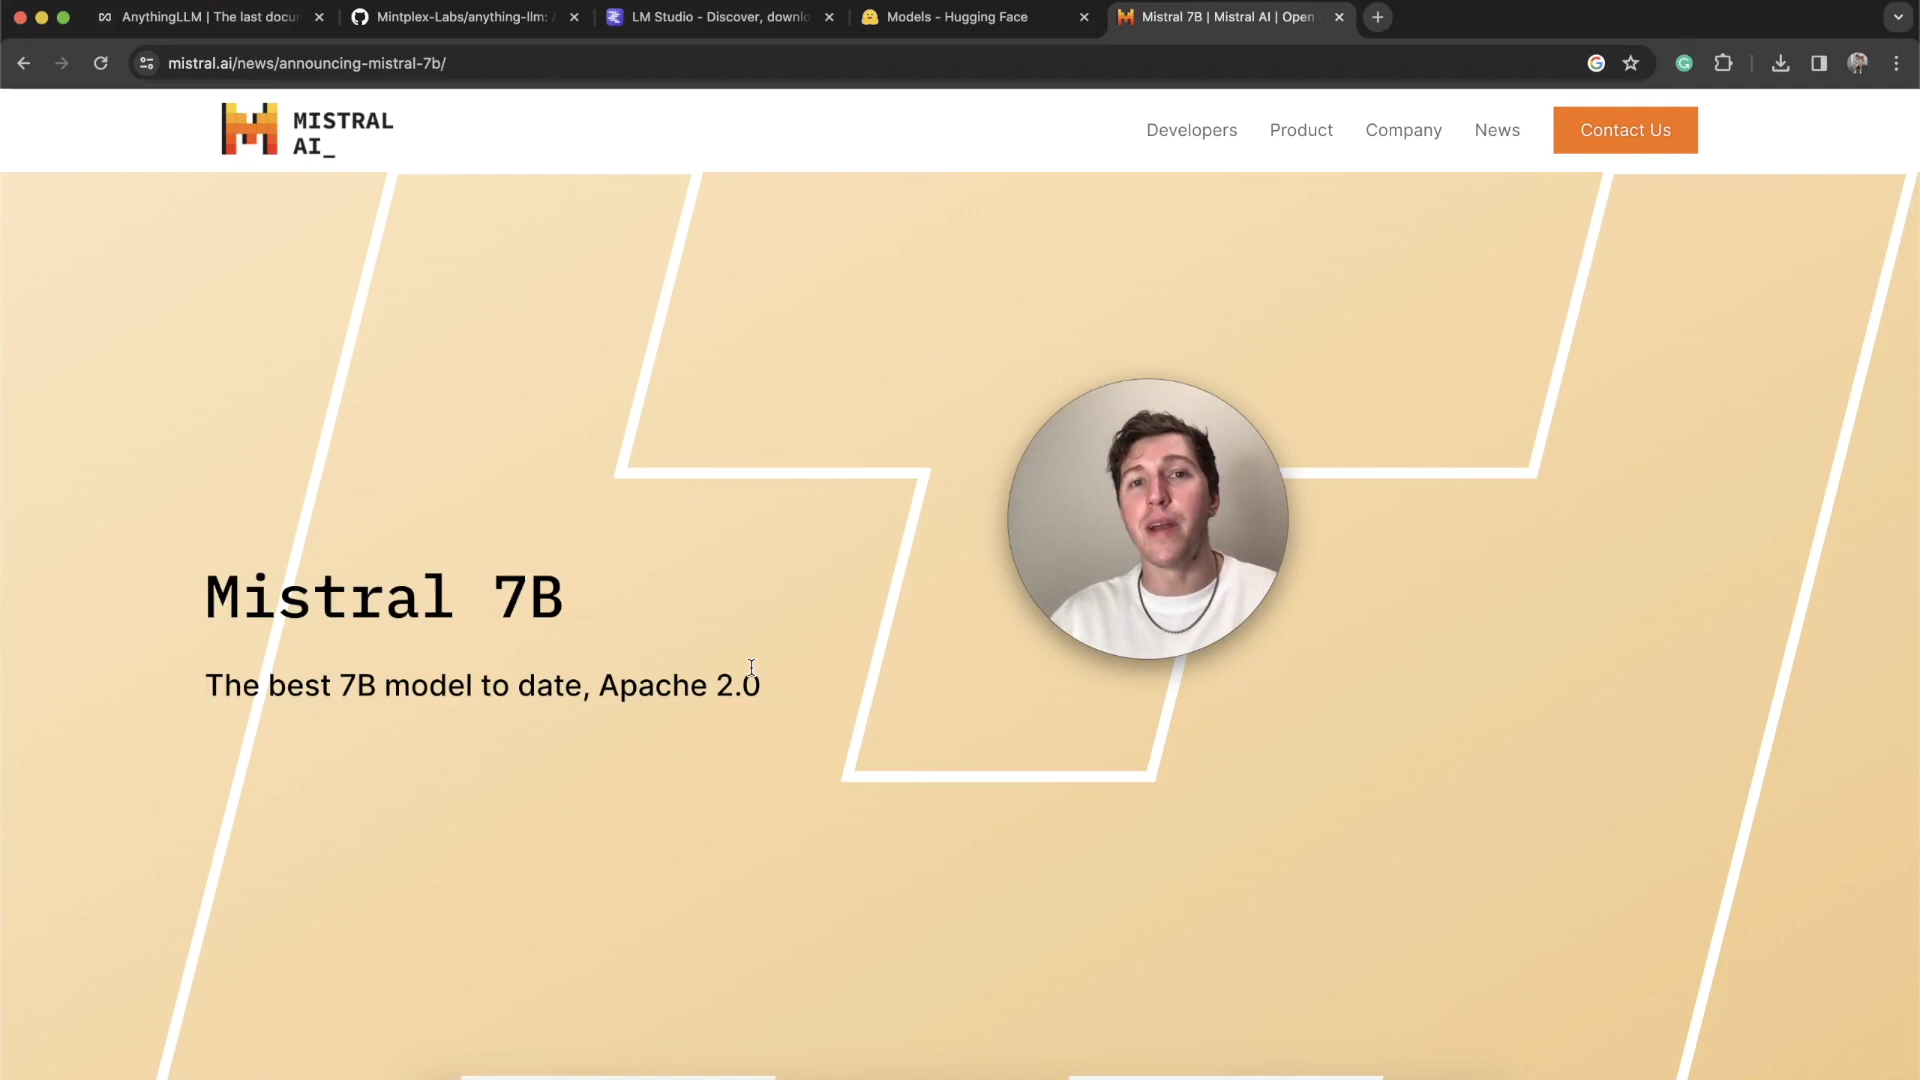 AnythingLLM | The last docu
Mintplex-Labs/anything-llm:
LM Studio - Discover, downlo
Models - Hugging Face
Mistral 7B | Mistral AI | Open
mistral.ai/news/announcing-mistral-7b/
MISTRAL
AI_
Developers
Product
Company
News
Contact Us
Mistral 7B
The best 7B model to date, Apache 2.0